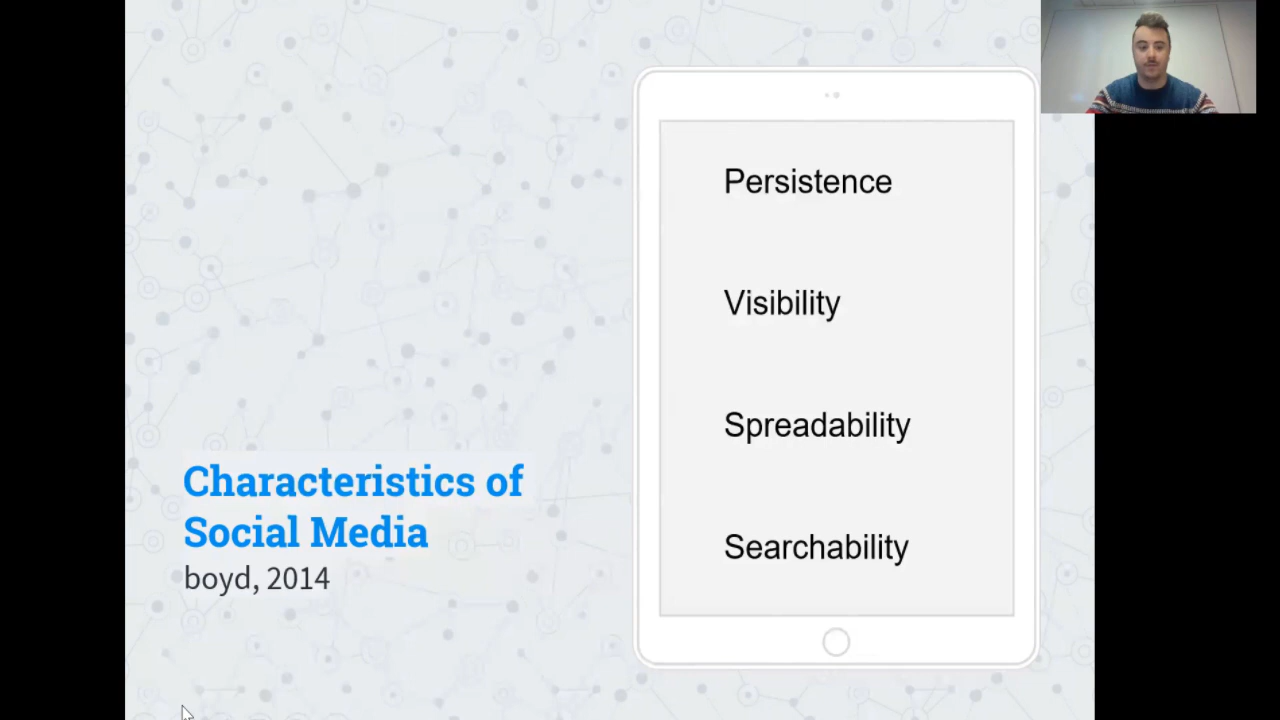 Characteristics of
Social Media
boyd, 2014
Persistence
Visibility
Spreadability
Searchability